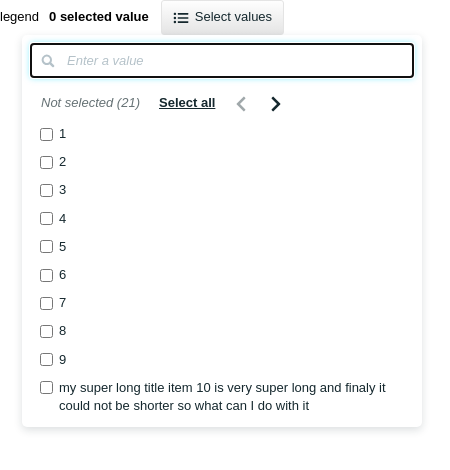 legend 0 selected value Select values
Enter a value
Not selected (21) Select all
1
2
3
4
5
6
7
8
9
my super long title item 10 is very super long and finaly it
could not be shorter so what can I do with it